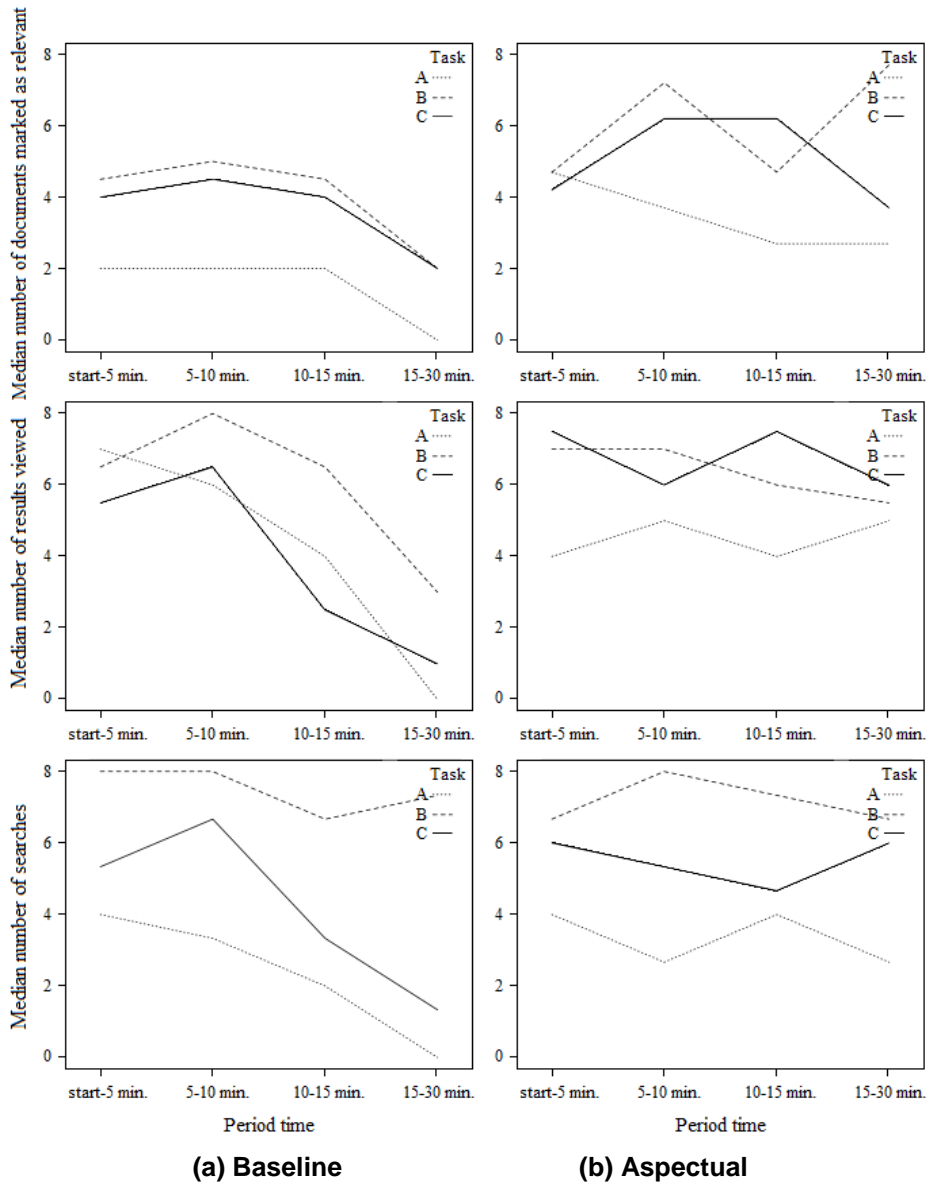 Median number of documents marked as relevant
8
6
4
2
0
Task
A
B
C
start-5 min. 5-10 min. 10-15 min. 15-30 min.
8
6
4
2
0
Task
A
B
C
start-5 min. 5-10 min. 10-15 min. 15-30 min.
Median number of results viewed
8
6
4
2
0
Task
A
B
C
start-5 min. 5-10 min. 10-15 min. 15-30 min.
8
6
4
2
0
Task
A
B
C
start-5 min. 5-10 min. 10-15 min. 15-30 min.
Median number of searches
8
6
4
2
0
Task
A
B
C
start-5 min. 5-10 min. 10-15 min. 15-30 min.
Period time
8
6
4
2
0
Task
A
B
C
start-5 min. 5-10 min. 10-15 min. 15-30 min.
Period time
(a) Baseline
(b) Aspectual